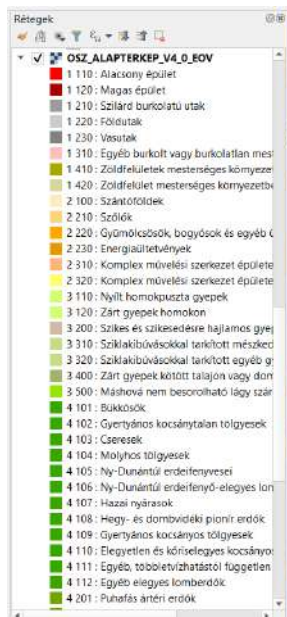 Rétegek
OSZ_ALAPTERKEP_V4_0_EOV
1 110 : Alacsony épület
1 120 : Magas épület
1 210 : Szilárd burkolatú utak
1 220 : Földutak
1 230 : Vasutak
1 310 : Egyéb burkolt vagy burkolatlan mest
1 410 : Zöldfelületek mesterséges környezet
1 420 : Zöldfelület mesterséges környezetbe
2 100 : Szántóföldek
2 210 : Szőlők
2 220 : Gyümölcsösök, bogyósok és egyéb ü
2 230 : Energiaültetvények
2 310 : Komplex művelési szerkezet épülete
2 320 : Komplex művelési szerkezet épülete
3 110 : Nyílt homokpuszta gyepek
3 120 : Zárt gyepek homokon
3 200 : Szikes és szikesedésre hajlamos gyep
3 310 : Sziklakibúvásokkal tarkított mészked
3 320 : Sziklakibúvásokkal tarkított egyéb g
3 400 : Zárt gyepek kötött talajon vagy dom
3 500 : Máshová nem besorolható lágy szár
4 101 : Bükkösök
4 102 : Gyertyános kocsánytalan tölgyesek
4 103 : Cseresek
4 104 : Molyhos tölgyesek
4 105 : Ny-Dunántúl erdeifenyvesei
4 106 : Ny-Dunántúl erdeifenyő-elegyes lom
4 107 : Hazai nyárasok
4 108 : Hegy- és dombvidéki pionír erdők
4 109 : Gyertyános kocsányos tölgyesek
4 110 : Elegyetlen és kőriselegyes kocsányo
4 111 : Egyéb, többletvízhatástól független
4 112 : Egyéb elegyes lomberdők
4 201 : Puhafás ártéri erdők